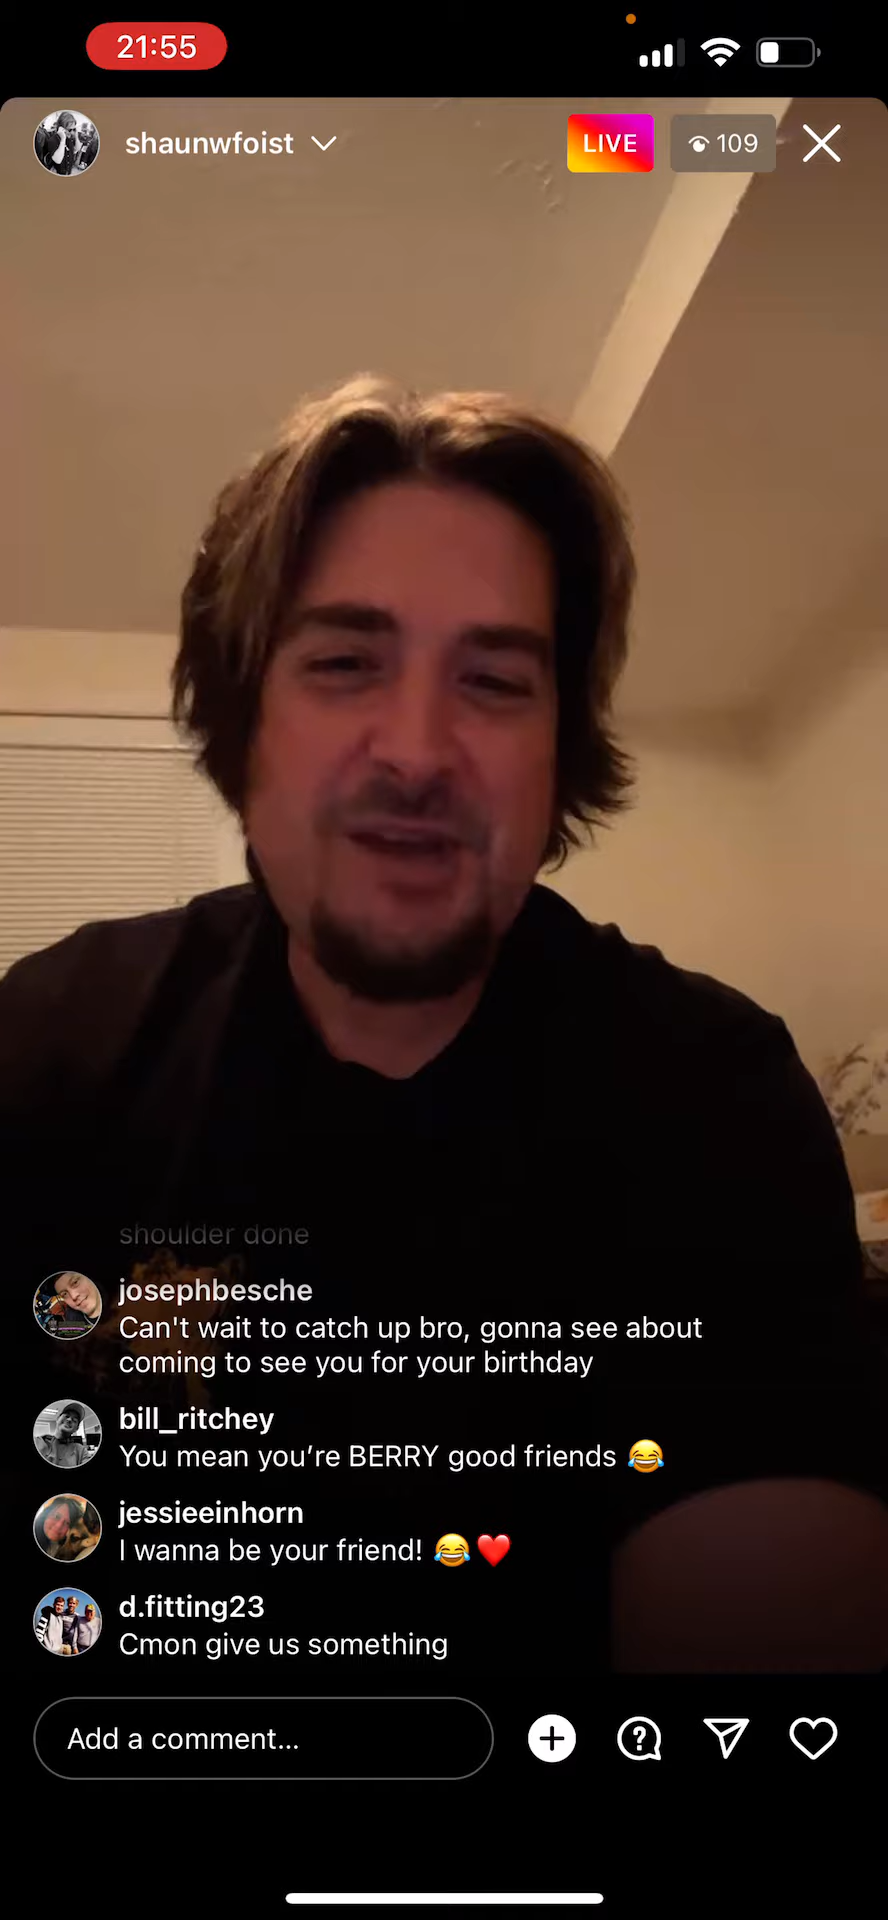 21:55
shaunwfoist
LIVE
109
shoulder done
josephbesche
Can't wait to catch up bro, gonna see about
coming to see you for your birthday
bill_ritchey
You mean you’re BERRY good friends 😂
jessieeinhorn
I wanna be your friend! 😂❤️
d.fitting23
Cmon give us something
Add a comment...